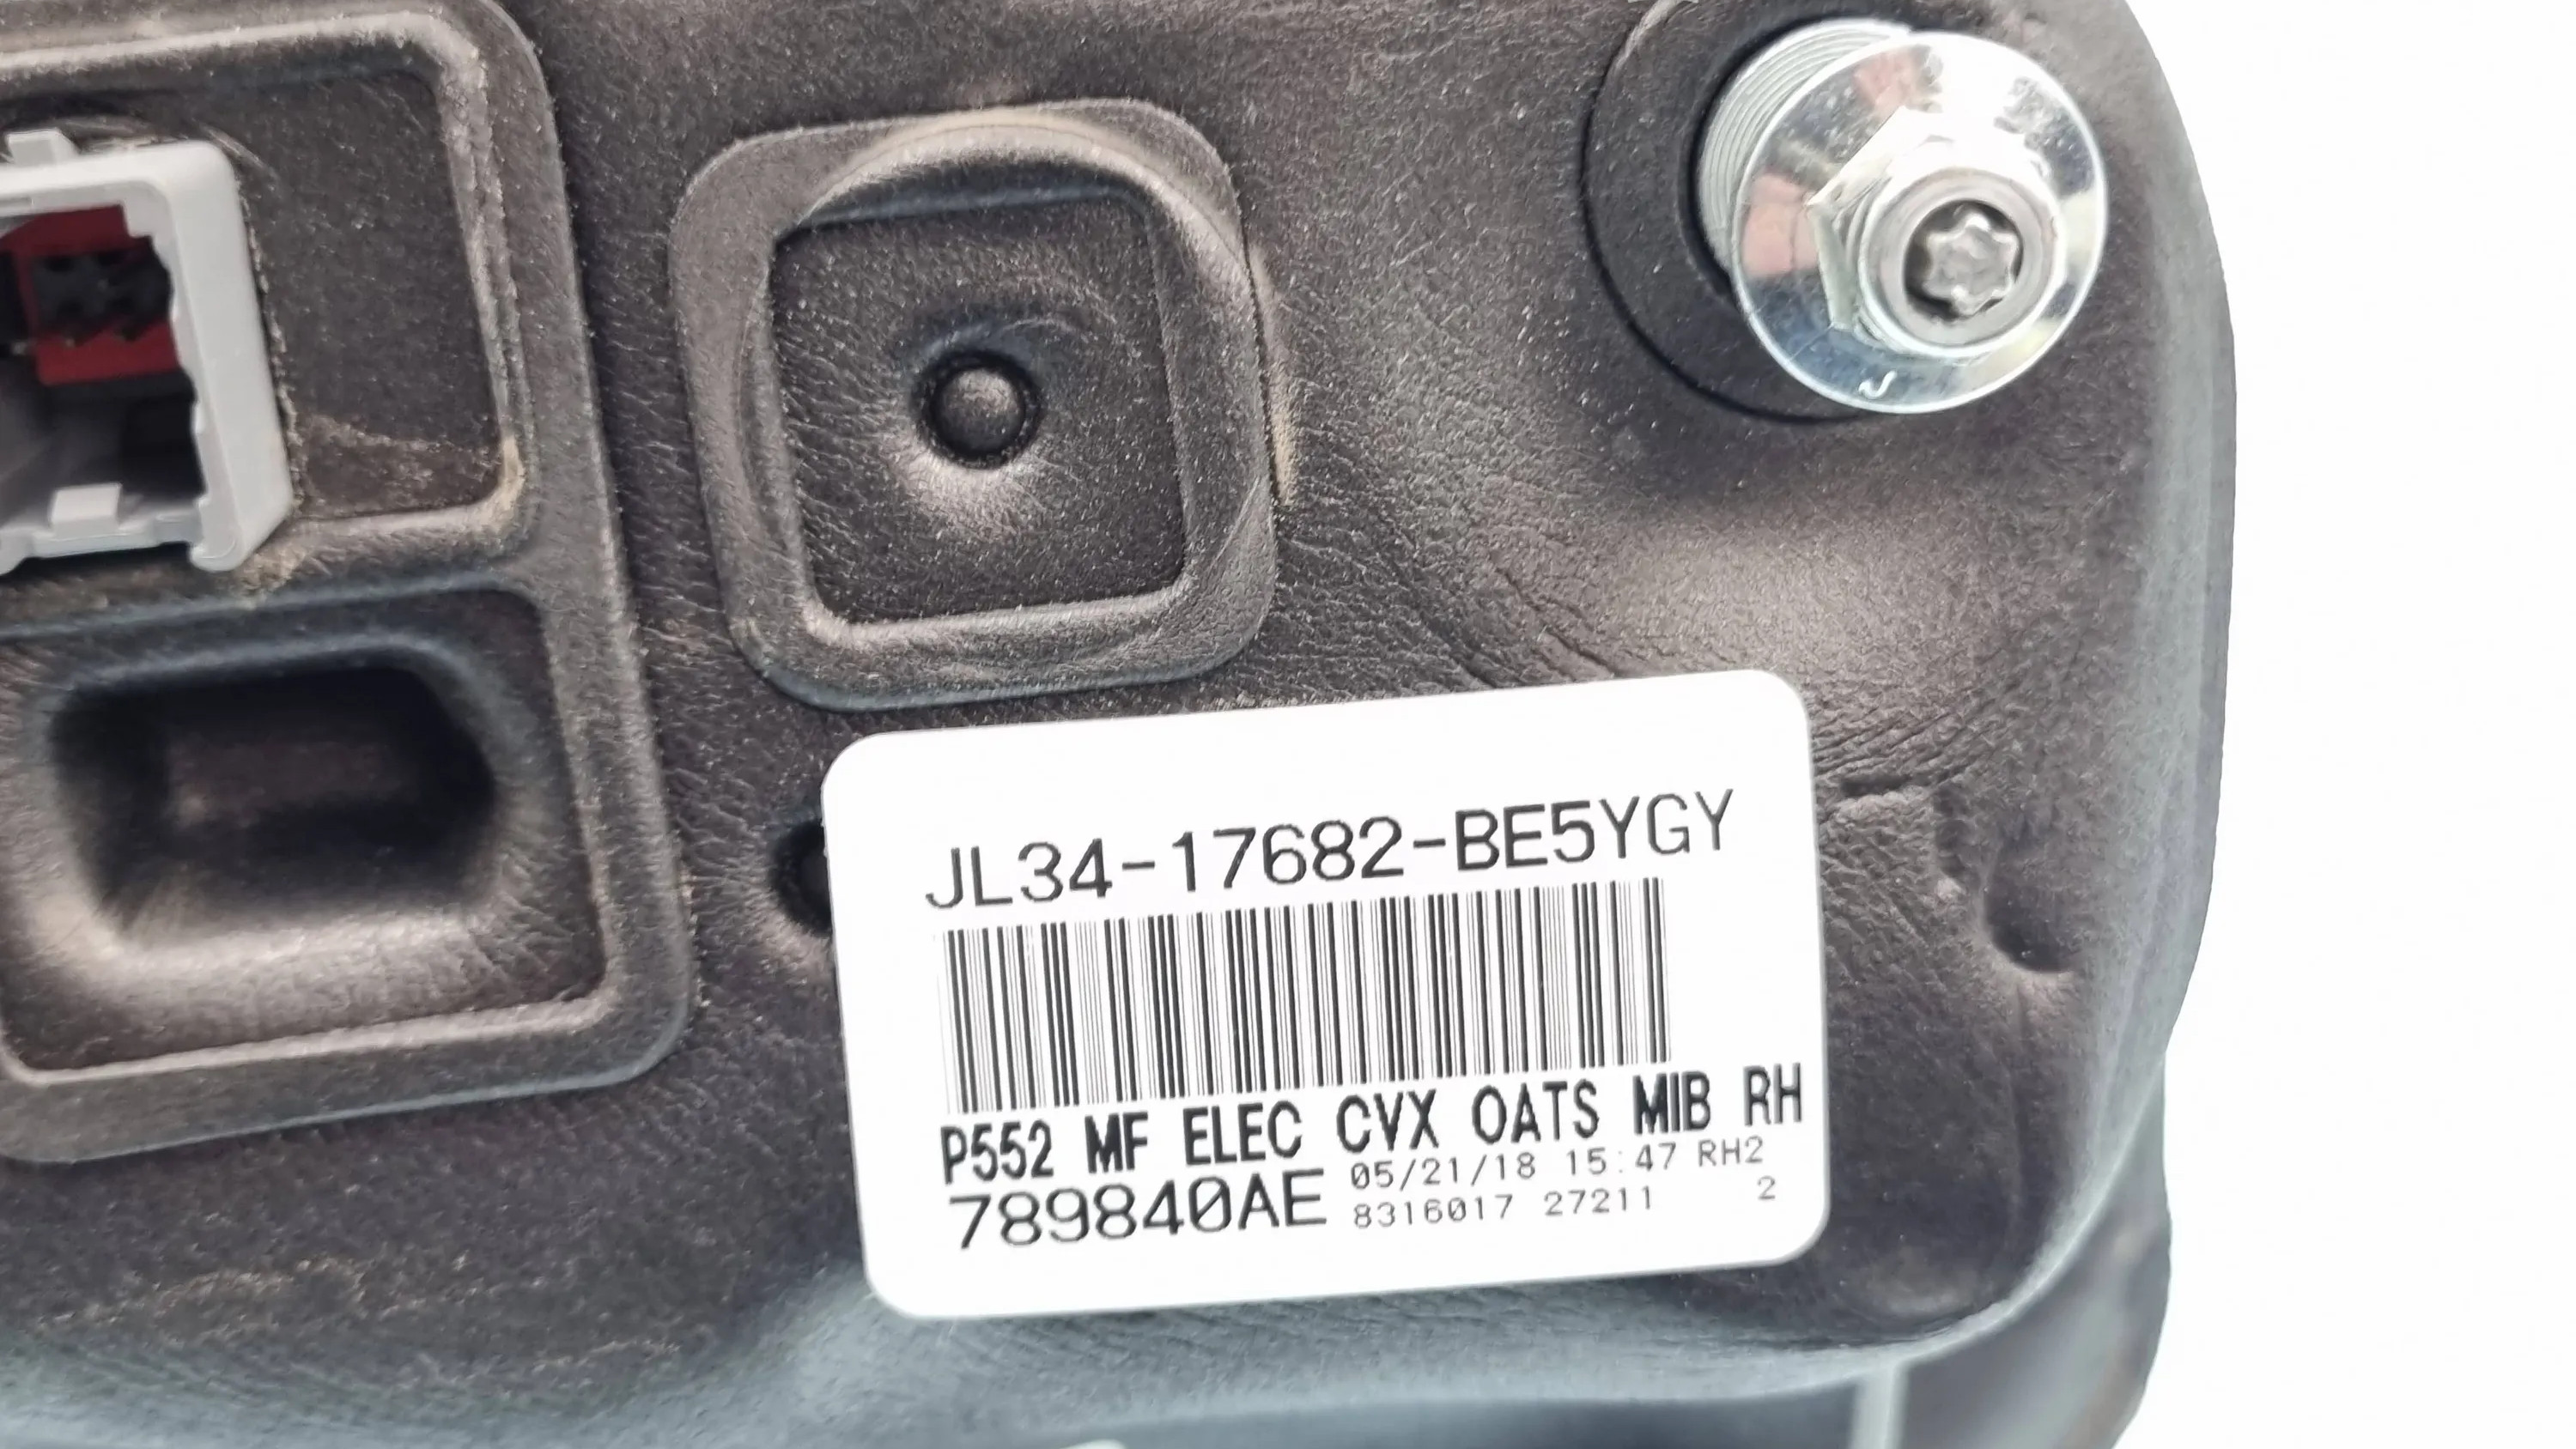 JL34-17682-BE5YGY
P552 MF ELEC CVX OATS MIB RH
789840AE 05/21/18 15:47 RH2
8316017 27211 2